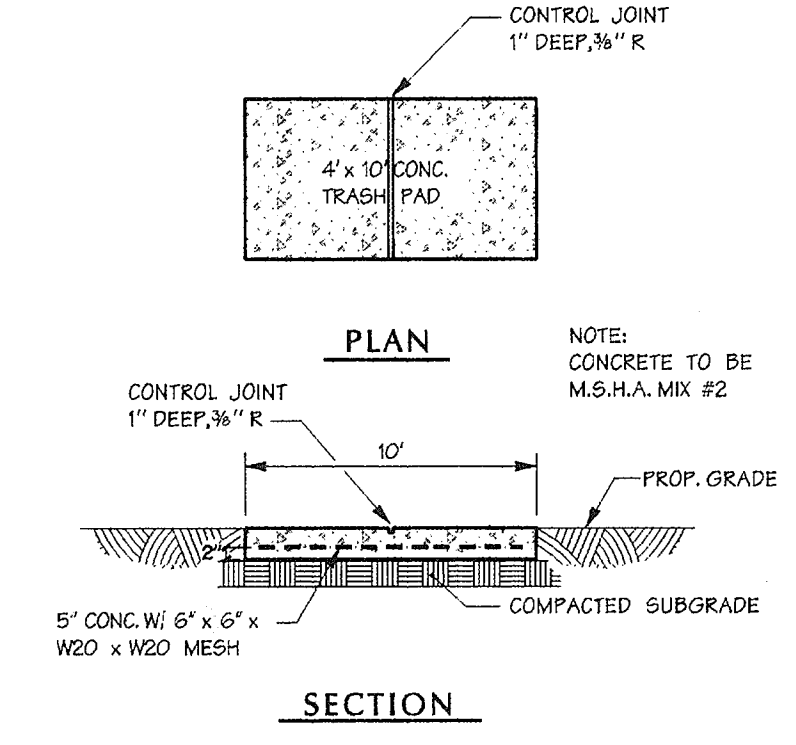 CONTROL JOINT
1" DEEP, 3/8" R
4' x 10' CONC.
TRASH PAD
PLAN
NOTE:
CONCRETE TO BE
M.S.H.A. MIX #2
CONTROL JOINT
1" DEEP, 3/8" R
10'
PROP. GRADE
2"
COMPACTED SUBGRADE
5" CONC. W/ 6" x 6" x
W20 x W20 MESH
SECTION